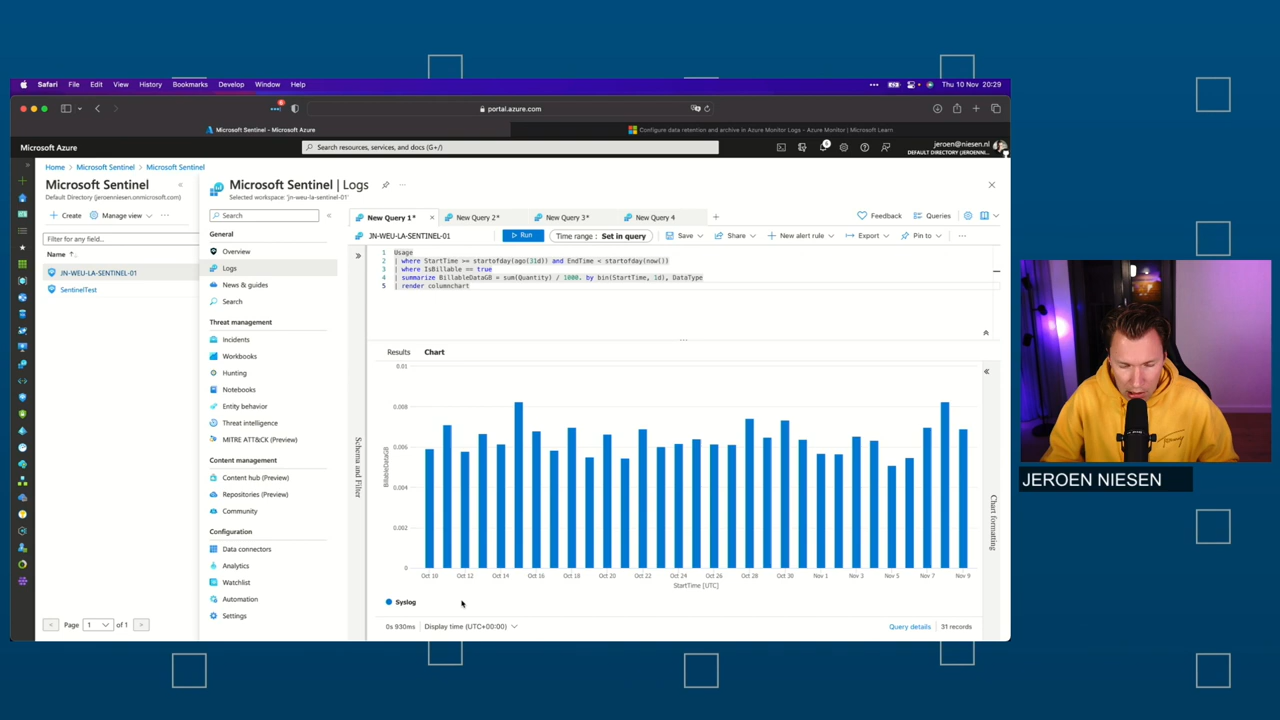 Safari File Edit View History Bookmarks Develop Window Help Thu 10 Nov 20:29
portal.azure.com
Microsoft Sentinel - Microsoft Azure
Configure data retention and archive in Azure Monitor Logs - Azure Monitor | Microsoft Learn
Microsoft Azure
Search resources, services, and docs (G+/)
jeroen@niesen.nl
DEFAULT DIRECTORY (JEROENNI...
Home > Microsoft Sentinel > Microsoft Sentinel
Microsoft Sentinel
Default Directory (jeroenniesen.onmicrosoft.com)
Create Manage view ...
Filter for any field...
Name
JN-WEU-LA-SENTINEL-01
SentinelTest
Page 1 of 1
Microsoft Sentinel | Logs
Selected workspace: 'jn-weu-la-sentinel-01'
Search
General
Overview
Logs
News & guides
Search
Threat management
Incidents
Workbooks
Hunting
Notebooks
Entity behavior
Threat intelligence
MITRE ATT&CK (Preview)
Content management
Content hub (Preview)
Repositories (Preview)
Community
Configuration
Data connectors
Analytics
Watchlist
Automation
Settings
New Query 1* New Query 2* New Query 3* New Query 4 +
Feedback Queries
JN-WEU-LA-SENTINEL-01 Run Time range : Set in query Save Share New alert rule Export Pin to ...
1 Usage
2 | where StartTime >= startofday(ago(31d)) and EndTime < startofday(now())
3 | where IsBillable == true
4 | summarize BillableDataGB = sum(Quantity) / 1000. by bin(StartTime, 1d), DataType
5 | render columnchart
Schema and Filter
Results Chart
0.01
0.008
0.006
0.004
0.002
0
BillableDataGB
Oct 10 Oct 12 Oct 14 Oct 16 Oct 18 Oct 20 Oct 22 Oct 24 Oct 26 Oct 28 Oct 30 Nov 1 Nov 3 Nov 5 Nov 7 Nov 9
StartTime [UTC]
Syslog
Chart formatting
0s 930ms Display time (UTC+00:00) Query details 31 records
JEROEN NIESEN